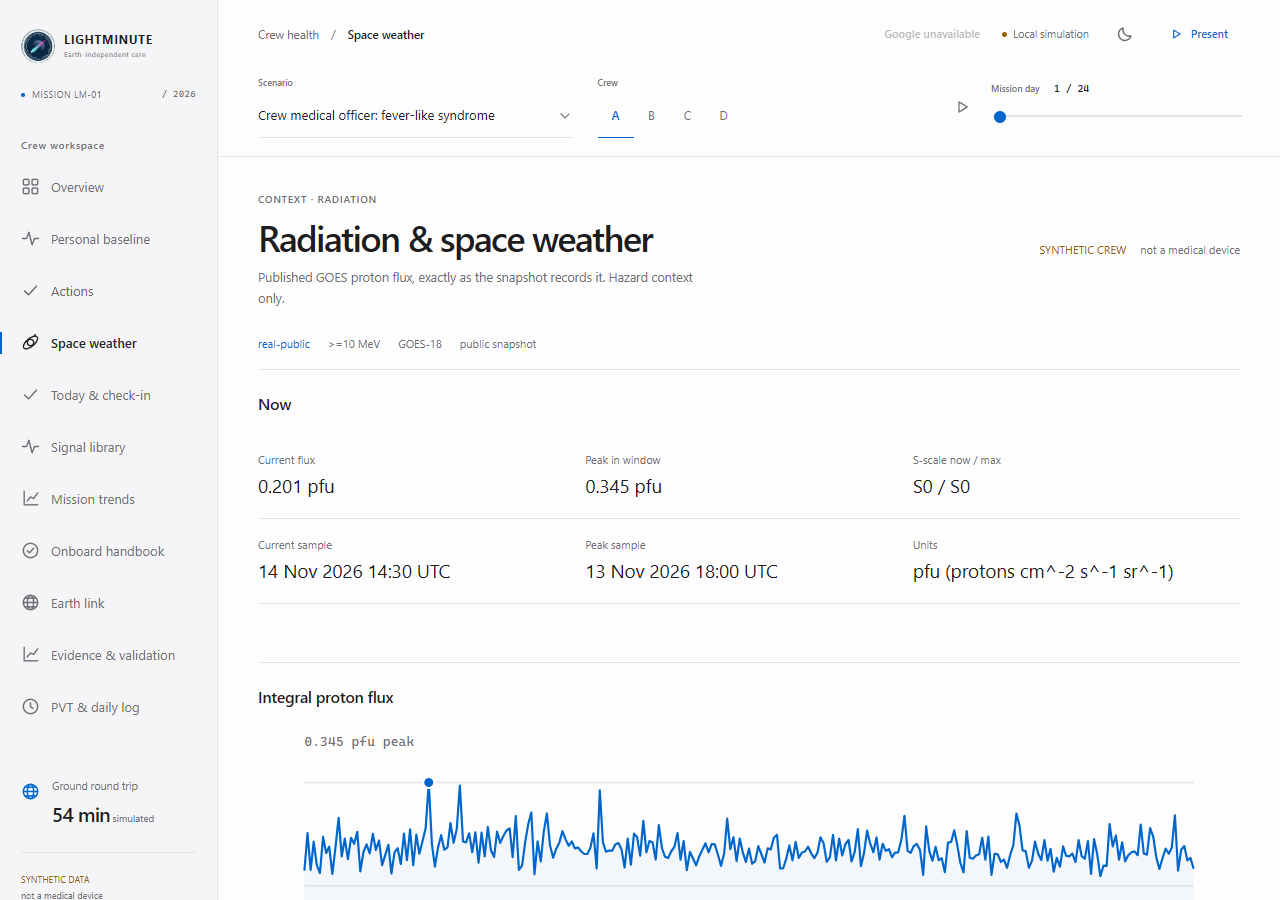 LIGHTMINUTE
Earth independent care
MISSION LM-01 / 2026
Crew workspace
Overview
Personal baseline
Actions
Space weather
Today & check-in
Signal library
Mission trends
Onboard handbook
Earth link
Evidence & validation
PVT & daily log
Ground round trip
54 min simulated
SYNTHETIC DATA
not a medical device
Crew health / Space weather
Google unavailable
Local simulation
Present
Scenario
Crew medical officer: fever-like syndrome
Crew
A B C D
Mission day 1 / 24
CONTEXT · RADIATION
Radiation & space weather
Published GOES proton flux, exactly as the snapshot records it. Hazard context
only.
SYNTHETIC CREW not a medical device
real-public >=10 MeV GOES-18 public snapshot
Now
Current flux
0.201 pfu
Peak in window
0.345 pfu
S-scale now / max
S0 / S0
Current sample
14 Nov 2026 14:30 UTC
Peak sample
13 Nov 2026 18:00 UTC
Units
pfu (protons cm^-2 s^-1 sr^-1)
Integral proton flux
0.345 pfu peak